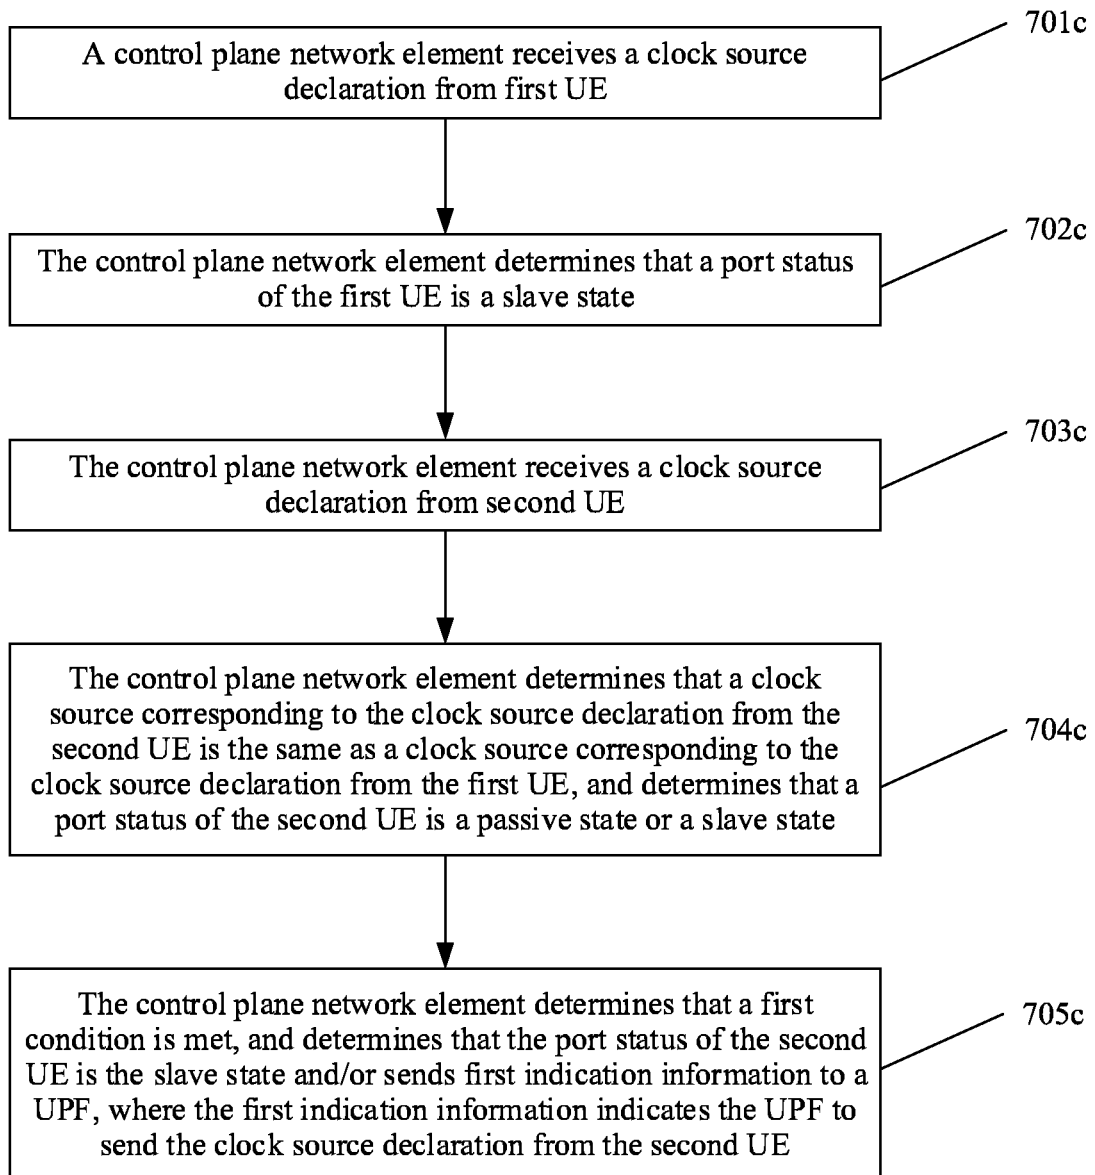 A control plane network element receives a clock source
declaration from first UE
701c
The control plane network element determines that a port status
of the first UE is a slave state
702c
The control plane network element receives a clock source
declaration from second UE
703c
The control plane network element determines that a clock
source corresponding to the clock source declaration from the
second UE is the same as a clock source corresponding to the
clock source declaration from the first UE, and determines that a
port status of the second UE is a passive state or a slave state
704c
The control plane network element determines that a first
condition is met, and determines that the port status of the second
UE is the slave state and/or sends first indication information to a
UPF, where the first indication information indicates the UPF to
send the clock source declaration from the second UE
705c